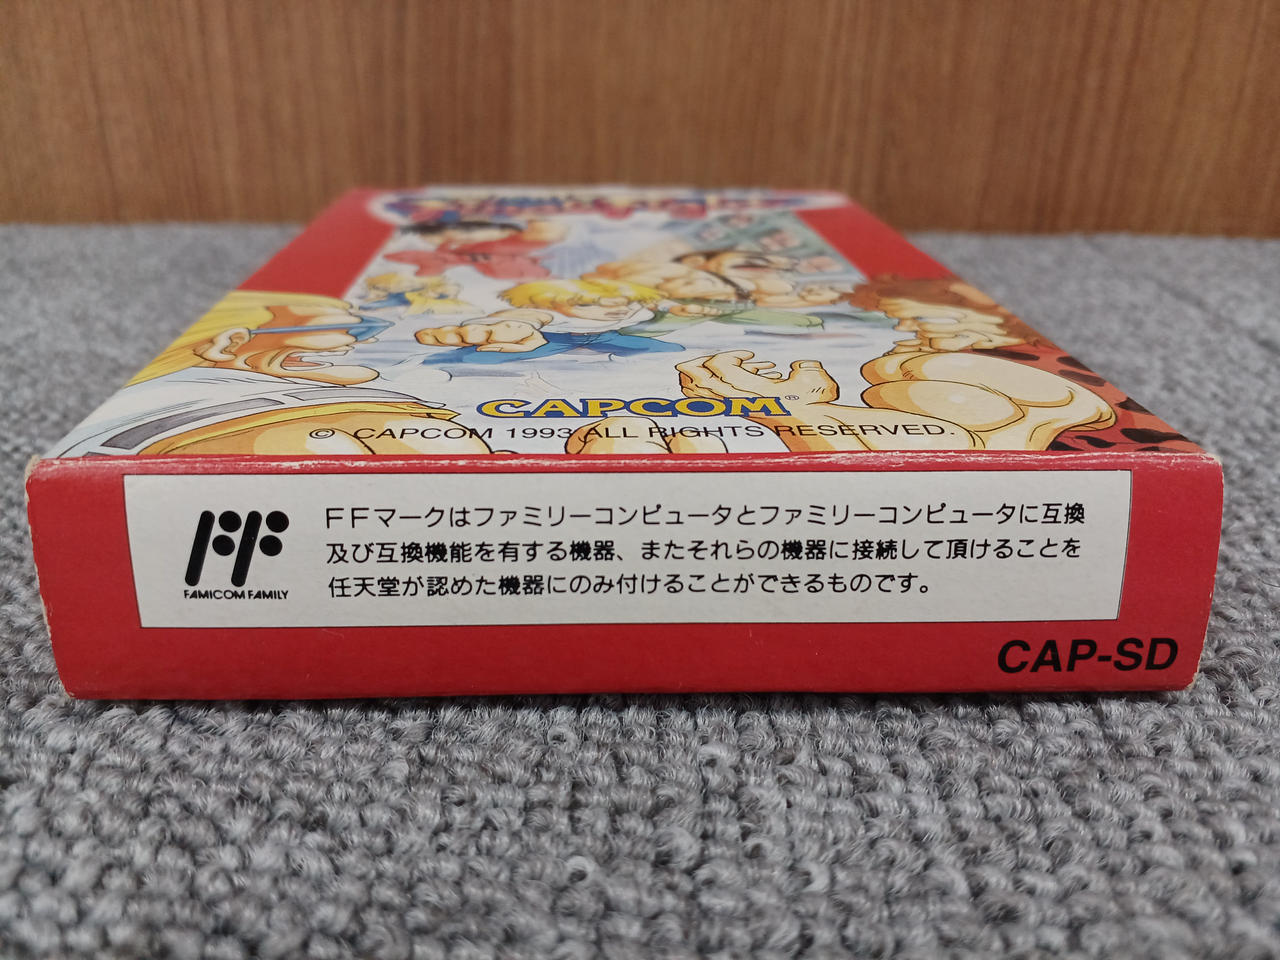 CAPCOM®
© CAPCOM 1993 ALL RIGHTS RESERVED.
FFマークはファミリーコンピュータとファミリーコンピュータに互換
及び互換機能を有する機器、またそれらの機器に接続して頂けることを
任天堂が認めた機器にのみ付けることができるものです。
FF
FAMICOM FAMILY
CAP-SD